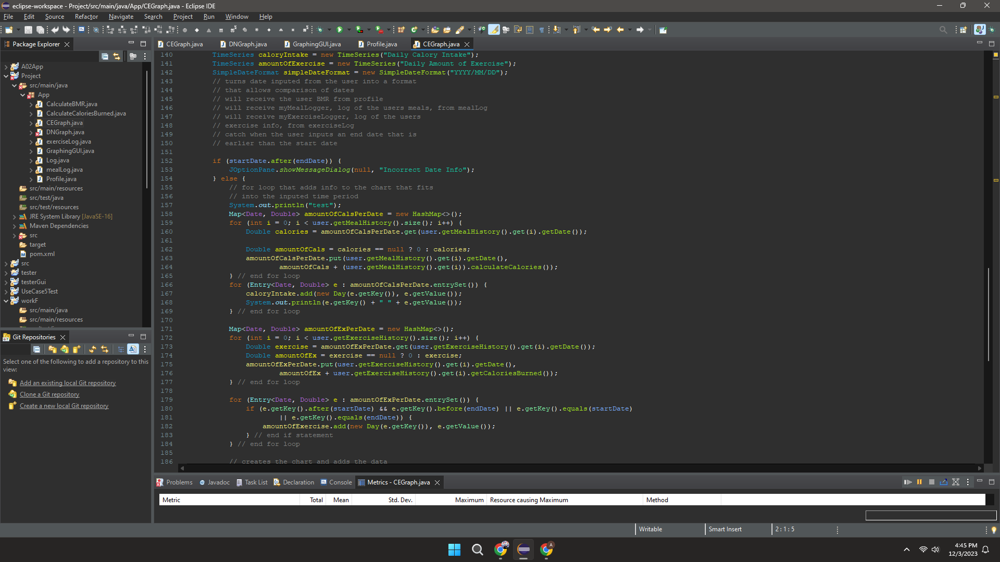 eclipse-workspace - Project/src/main/java/App/CEGraph.java - Eclipse IDE
File Edit Source Refactor Navigate Search Project Run Window Help
Package Explorer
A02App
Project
src/main/java
App
CalculateBMR.java
CalculateCaloriesBurned.java
CEGraph.java
DNGraph.java
exerciseLog.java
GraphingGUI.java
Log.java
mealLog.java
Profile.java
src/main/resources
src/test/java
src/test/resources
JRE System Library [JavaSE-16]
Maven Dependencies
src
target
pom.xml
src
tester
testerGui
UseCase5Test
workF
src/main/java
src/main/resources
Git Repositories
Select one of the following to add a repository to this
view:
Add an existing local Git repository
Clone a Git repository
Create a new local Git repository
CEGraph.java DNGraph.java GraphingGUI.java Profile.java CEGraph.java
140 TimeSeries caloryIntake = new TimeSeries("Daily Calory Intake");
141 TimeSeries amountOfExercise = new TimeSeries("Daily Amount of Exercise");
142 SimpleDateFormat simpleDateFormat = new SimpleDateFormat("YYYY/MM/DD");
143 // turns date inputed from the user into a format
144 // that allows comparison of dates
145 // will receive the user BMR from profile
146 // will receive myMealLogger, log of the users meals, from mealLog
147 // will receive myExerciseLogger, log of the users
148 // exercise info, from exerciseLog
149 // catch when the user inputs an end date that is
150 // earlier than the start date
151
152 if (startDate.after(endDate)) {
153 JOptionPane.showMessageDialog(null, "Incorrect Date Info");
154 } else {
155 // for loop that adds info to the chart that fits
156 // into the inputed time period
157 System.out.println("test");
158 Map<Date, Double> amountOfCalsPerDate = new HashMap<>();
159 for (int i = 0; i < user.getMealHistory().size(); i++) {
160 Double calories = amountOfCalsPerDate.get(user.getMealHistory().get(i).getDate());
161
162 Double amountOfCals = calories == null ? 0 : calories;
163 amountOfCalsPerDate.put(user.getMealHistory().get(i).getDate(),
164 amountOfCals + (user.getMealHistory().get(i)).calculateCalories());
165 } // end for loop
166 for (Entry<Date, Double> e : amountOfCalsPerDate.entrySet()) {
167 caloryIntake.add(new Day(e.getKey()), e.getValue());
168 System.out.println(e.getKey() + " " + e.getValue());
169 } // end for loop
170
171 Map<Date, Double> amountOfExPerDate = new HashMap<>();
172 for (int i = 0; i < user.getExerciseHistory().size(); i++) {
173 Double exercise = amountOfExPerDate.get(user.getExerciseHistory().get(i).getDate());
174 Double amountOfEx = exercise == null ? 0 : exercise;
175 amountOfExPerDate.put(user.getExerciseHistory().get(i).getDate(),
176 amountOfEx + user.getExerciseHistory().get(i).getCaloriesBurned());
177 } // end for loop
178
179 for (Entry<Date, Double> e : amountOfExPerDate.entrySet()) {
180 if (e.getKey().after(startDate) && e.getKey().before(endDate) || e.getKey().equals(startDate)
181 || e.getKey().equals(endDate)) {
182 amountOfExercise.add(new Day(e.getKey()), e.getValue());
183 } // end if statement
184 } // end for loop
185
186 // creates the chart and adds the data
Problems Javadoc Task List Declaration Console Metrics - CEGraph.java
Metric Total Mean Std. Dev. Maximum Resource causing Maximum Method
Writable Smart Insert 2 : 1 : 5
4:45 PM
12/3/2023